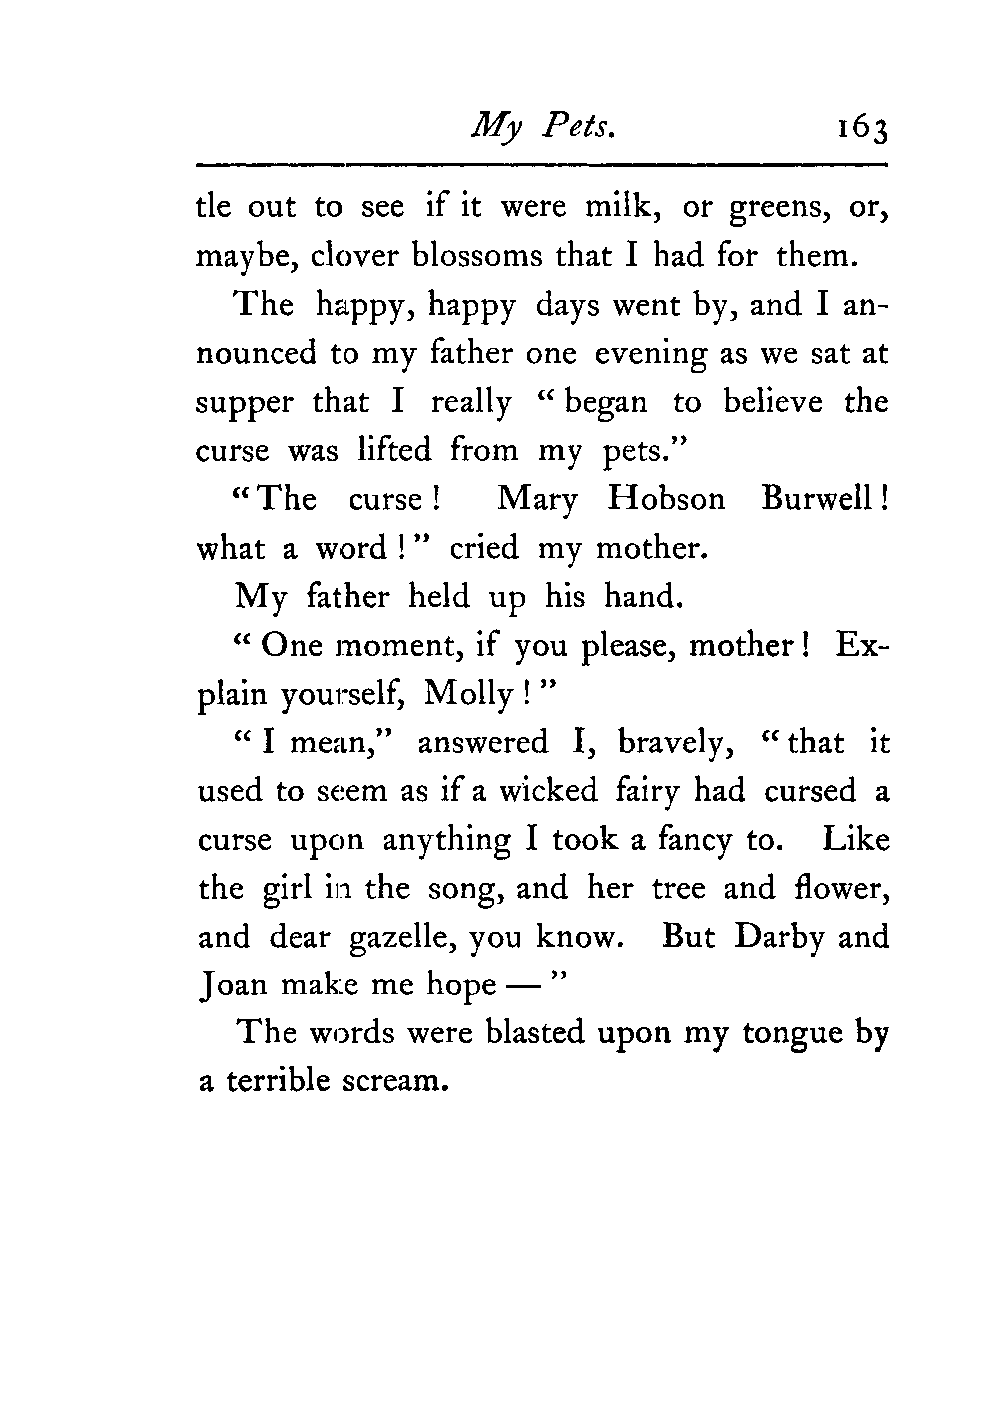 My Pets. 163
tle out to see if it were milk, or greens, or,
maybe, clover blossoms that I had for them.
The happy, happy days went by, and I an-
nounced to my father one evening as we sat at
supper that I really “ began to believe the
curse was lifted from my pets.”
“ The curse ! Mary Hobson Burwell !
what a word ! ” cried my mother.
My father held up his hand.
“ One moment, if you please, mother ! Ex-
plain yourself, Molly ! ”
“ I mean,” answered I, bravely, “ that it
used to seem as if a wicked fairy had cursed a
curse upon anything I took a fancy to. Like
the girl in the song, and her tree and flower,
and dear gazelle, you know. But Darby and
Joan make me hope — ”
The words were blasted upon my tongue by
a terrible scream.